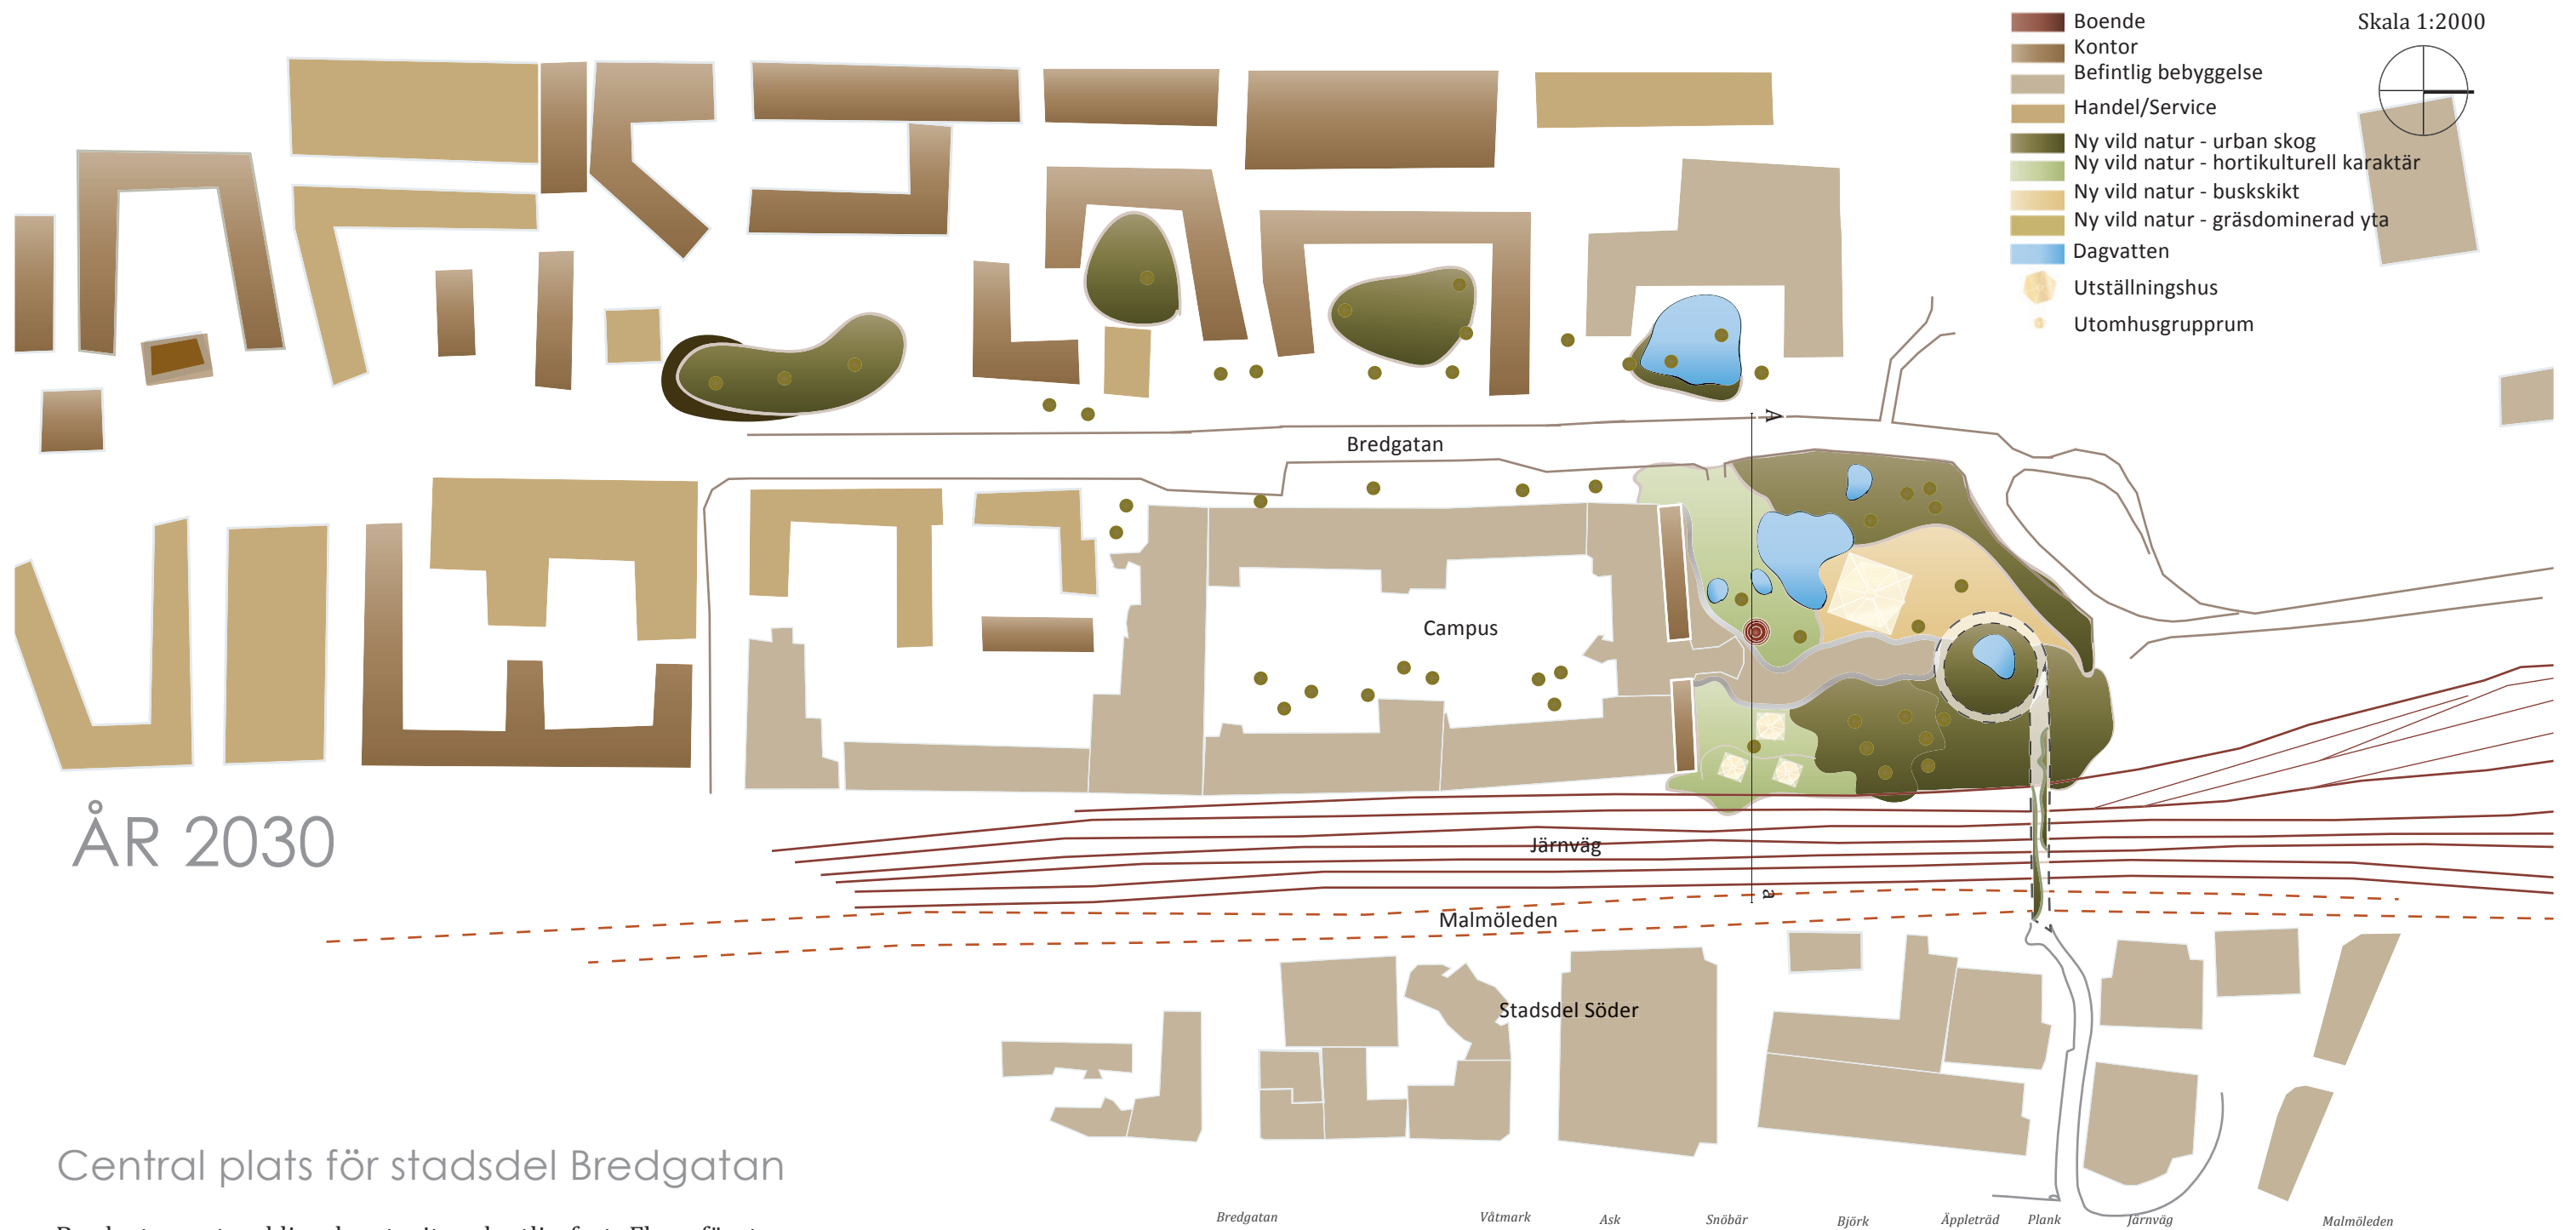 Boende
Skala 1:2000
Kontor
Befintlig bebyggelse
Handel/Service
Ny vild natur - urban skog
Ny vild natur - hortikulturell karaktär
Ny vild natur - buskskikt
Ny vild natur - gräsdominerad yta
Dagvatten
Utställningshus
Utomhusgrupprum
A
Bredgatan
Campus
ÅR 2030
Järnväg
a
Malmöleden
Stadsdel Söder
Central plats för stadsdel Bredgatan
Bredgatan Våtmark Ask Snöbär Björk Äppleträd Plank Järnväg Malmöleden